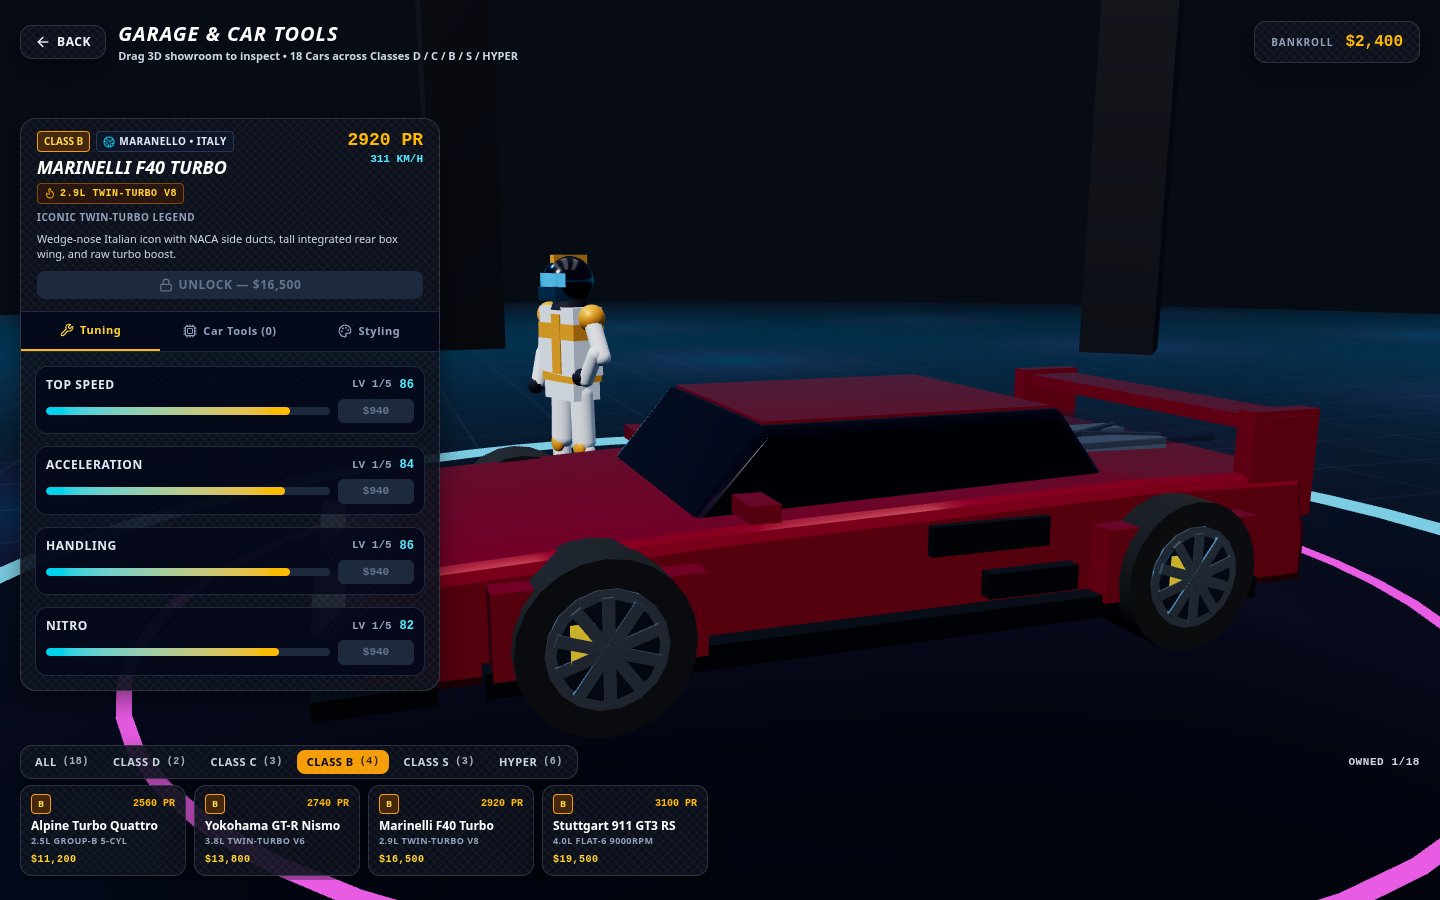 BACK
GARAGE & CAR TOOLS
Drag 3D showroom to inspect • 18 Cars across Classes D / C / B / S / HYPER
BANKROLL $2,400
CLASS B MARANELLO • ITALY 2920 PR
311 KM/H
MARINELLI F40 TURBO
2.9L TWIN-TURBO V8
ICONIC TWIN-TURBO LEGEND
Wedge-nose Italian icon with NACA side ducts, tall integrated rear box
wing, and raw turbo boost.
UNLOCK — $16,500
Tuning Car Tools (0) Styling
TOP SPEED LV 1/5 86
$940
ACCELERATION LV 1/5 84
$940
HANDLING LV 1/5 86
$940
NITRO LV 1/5 82
$940
ALL (18) CLASS D (2) CLASS C (3) CLASS B (4) CLASS S (3) HYPER (6)
OWNED 1/18
B 2560 PR
Alpine Turbo Quattro
2.5L GROUP-B 5-CYL
$11,200
B 2740 PR
Yokohama GT-R Nismo
3.8L TWIN-TURBO V6
$13,800
B 2920 PR
Marinelli F40 Turbo
2.9L TWIN-TURBO V8
$16,500
B 3100 PR
Stuttgart 911 GT3 RS
4.0L FLAT-6 9000RPM
$19,500